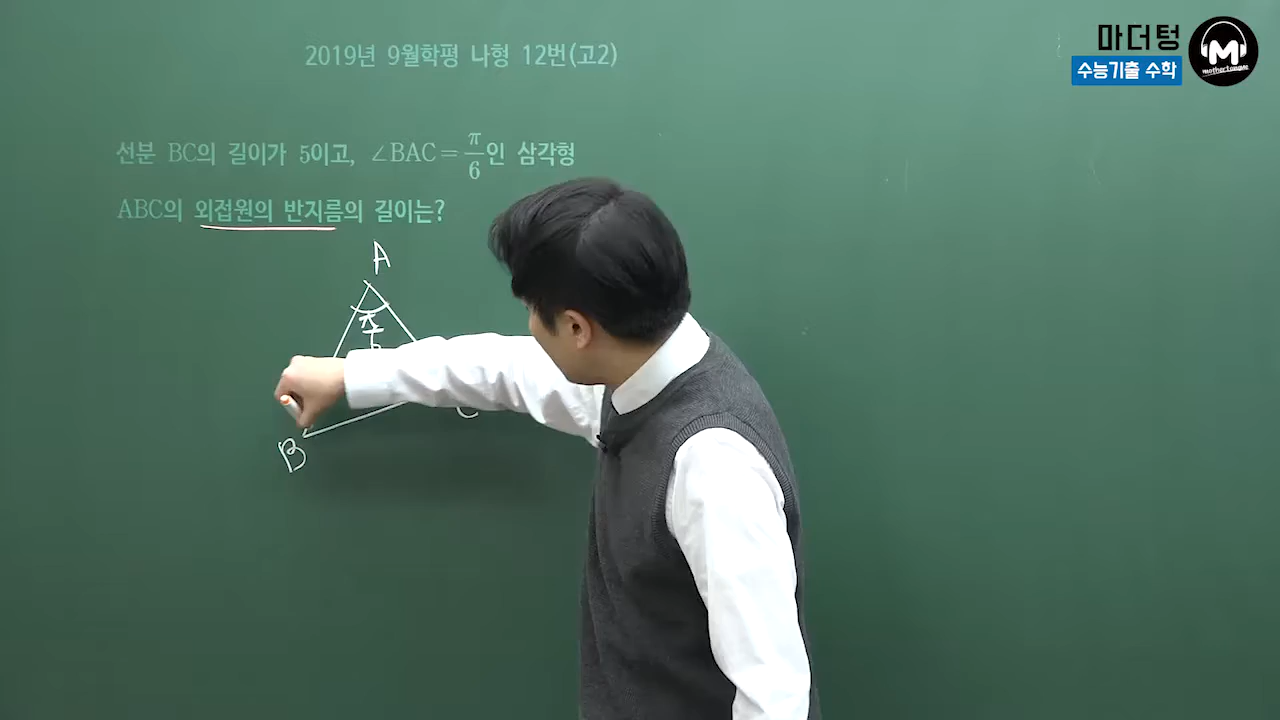 2019년 9월학평 나형 12번(고2)
마더텅
수능기출 수학
M
mothertongue
선분 BC의 길이가 5이고, ∠BAC=π/6인 삼각형
ABC의 외접원의 반지름의 길이는?
A
π/6
C
B